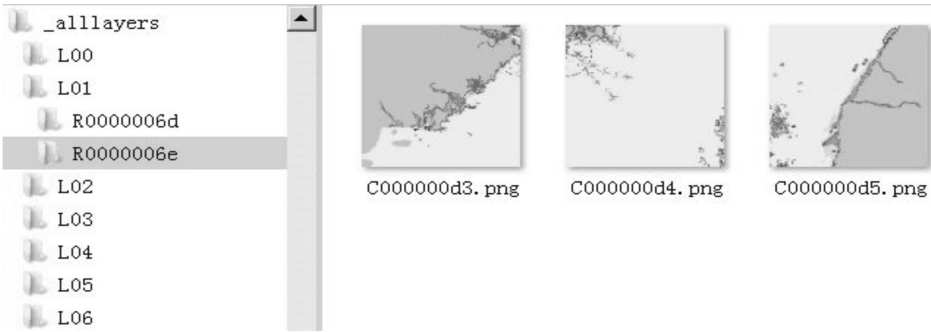 _alllayers
L00
L01
R0000006d
R0000006e
L02
L03
L04
L05
L06
C000000d3.png
C000000d4.png
C000000d5.png